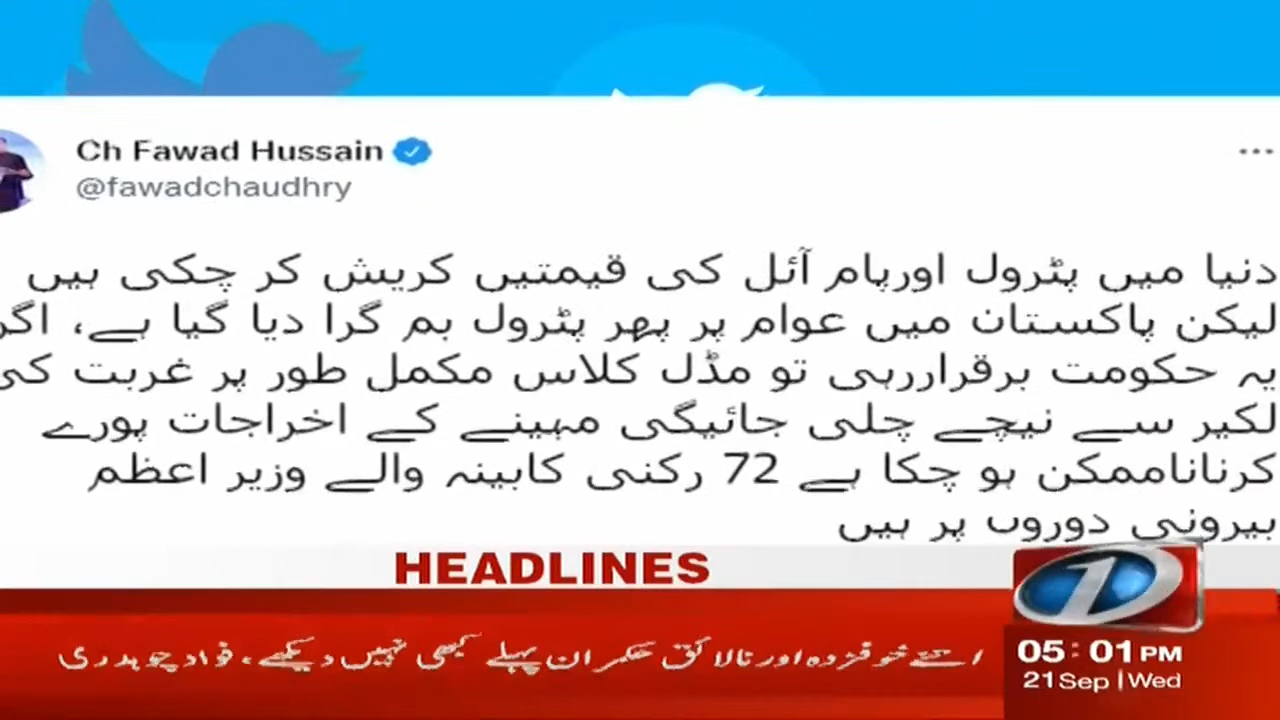 Ch Fawad Hussain
@fawadchaudhry
دنیا میں پٹرول اورپام آئل کی قیمتیں کریش کر چکی ہیں
لیکن پاکستان میں عوام پر پھر پٹرول بم گرا دیا گیا ہے، اگر
یہ حکومت برقراررہی تو مڈل کلاس مکمل طور پر غربت کی
لکیر سے نیچے چلی جائیگی مہینے کے اخراجات پورے
کرناناممکن ہو چکا ہے 72 رکنی کابینہ والے وزیر اعظم
بیرونی دوروں پر ہیں
HEADLINES
1
اتنے خوفزدہ اور نالائق حکمران پہلے کبھی نہیں دیکھے، فواد چوہدری
05:01 PM
21 Sep | Wed